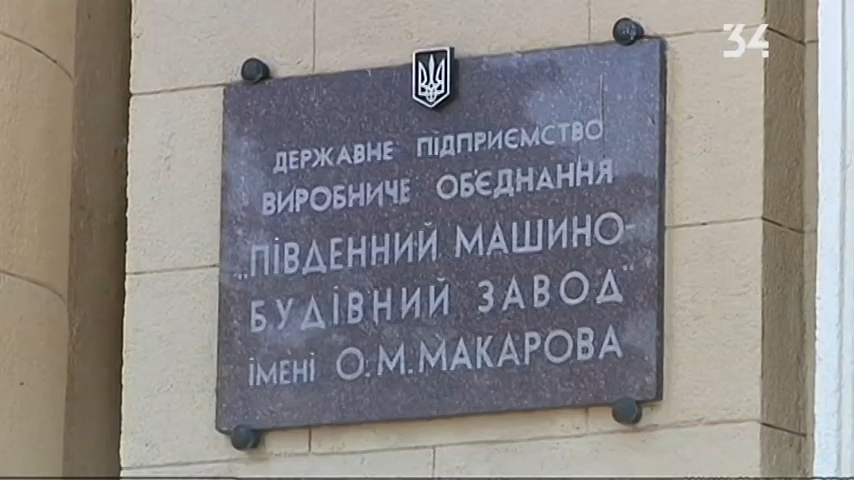 34
ДЕРЖАВНЕ ПІДПРИЄМСТВО
ВИРОБНИЧЕ ОБ'ЄДНАННЯ
„ПІВДЕННИЙ МАШИНО-
БУДІВНИЙ ЗАВОД"
ІМЕНІ О.М.МАКАРОВА